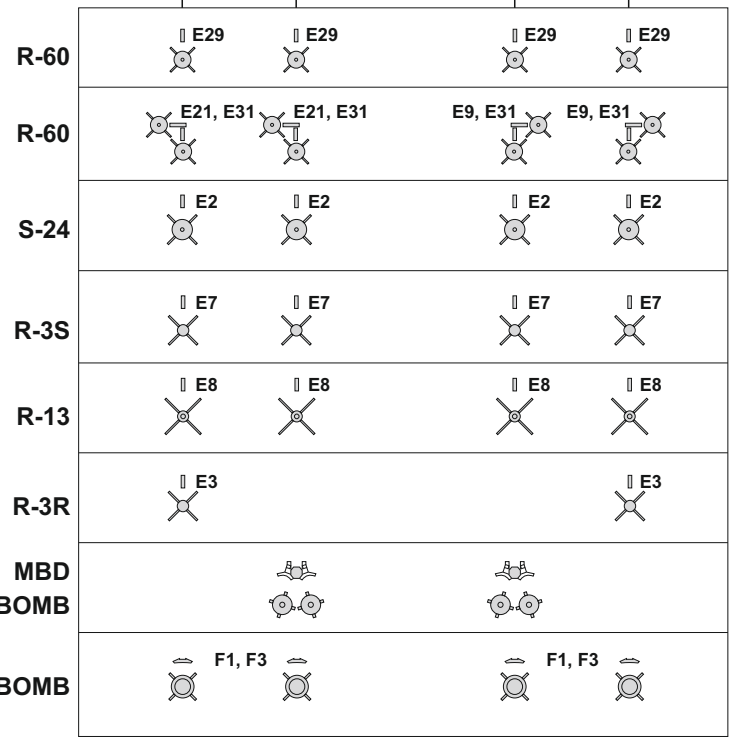 R-60 E29 E29 E29 E29
R-60 E21, E31 E21, E31 E9, E31 E9, E31
S-24 E2 E2 E2 E2
R-3S E7 E7 E7 E7
R-13 E8 E8 E8 E8
R-3R E3 E3
MBD
BOMB
BOMB F1, F3 F1, F3